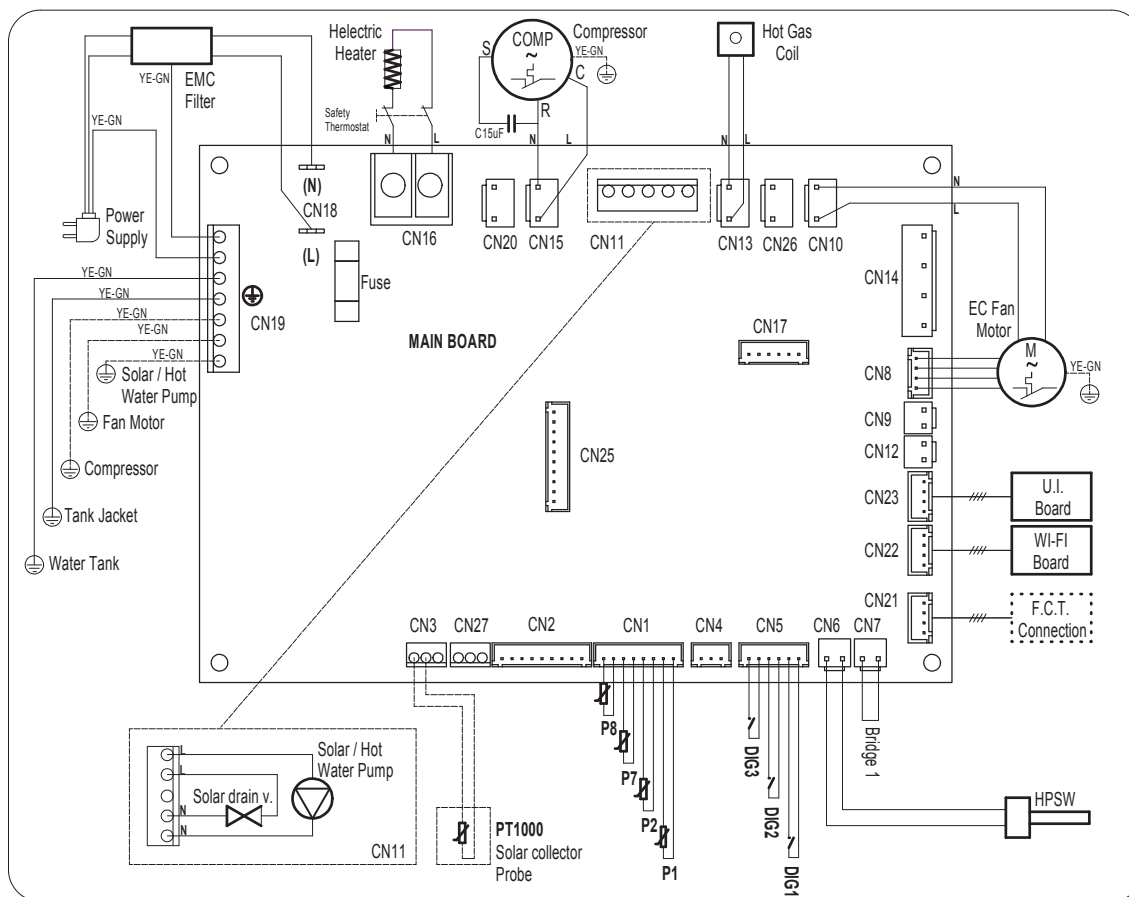 Helectric
Heater
S
COMP
~
Compressor
YE-GN
C
R
C15uF
Hot Gas
Coil
EMC
Filter
YE-GN
YE-GN
Safety
Thermostat
N
L
N
L
N
L
N
L
Power
Supply
(N)
CN18
(L)
CN16
CN20
CN15
CN11
CN13
CN26
CN10
Fuse
CN14
YE-GN
YE-GN
YE-GN
YE-GN
YE-GN
CN19
MAIN BOARD
CN17
EC Fan
Motor
M
~
YE-GN
CN8
Solar / Hot
Water Pump
Fan Motor
Compressor
Tank Jacket
Water Tank
CN9
CN12
CN25
CN23
U.I.
Board
CN22
WI-FI
Board
CN21
F.C.T.
Connection
CN3
CN27
CN2
CN1
CN4
CN5
CN6
CN7
P8
P7
P2
P1
DIG3
DIG2
DIG1
Bridge 1
HPSW
L
L
N
N
Solar / Hot
Water Pump
Solar drain v.
CN11
PT1000
Solar collector
Probe